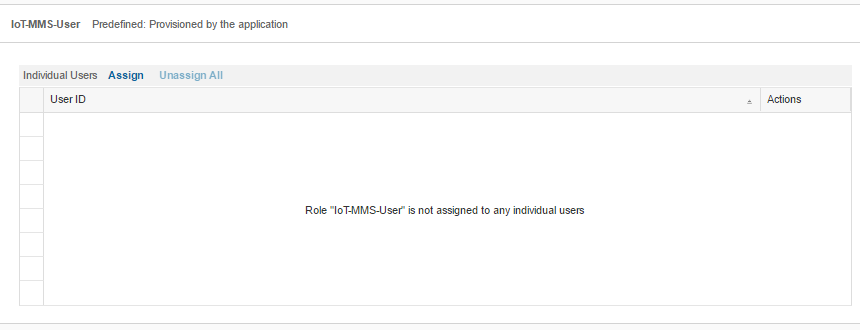 IoT-MMS-User Predefined: Provisioned by the application
Individual Users Assign Unassign All
User ID Actions
Role "IoT-MMS-User" is not assigned to any individual users